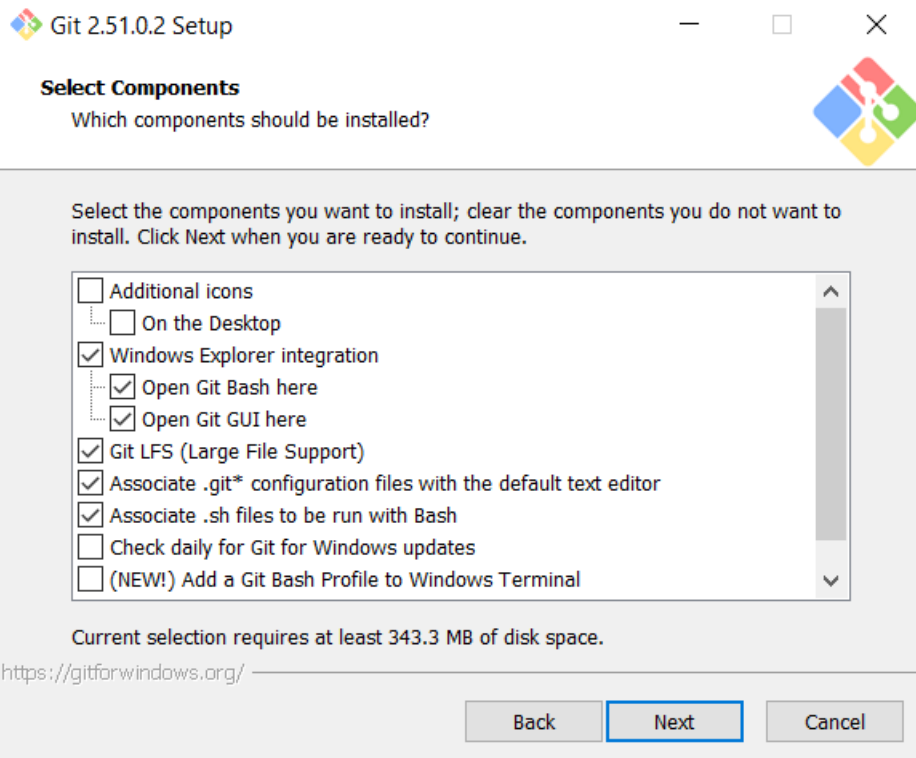 Git 2.51.0.2 Setup
Select Components
Which components should be installed?
Select the components you want to install; clear the components you do not want to
install. Click Next when you are ready to continue.
Additional icons
On the Desktop
Windows Explorer integration
Open Git Bash here
Open Git GUI here
Git LFS (Large File Support)
Associate .git* configuration files with the default text editor
Associate .sh files to be run with Bash
Check daily for Git for Windows updates
(NEW!) Add a Git Bash Profile to Windows Terminal
Current selection requires at least 343.3 MB of disk space.
https://gitforwindows.org/
Back Next Cancel